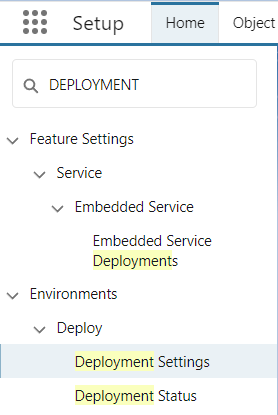 Setup
Home
Object
DEPLOYMENT
Feature Settings
Service
Embedded Service
Embedded Service
Deployments
Environments
Deploy
Deployment Settings
Deployment Status